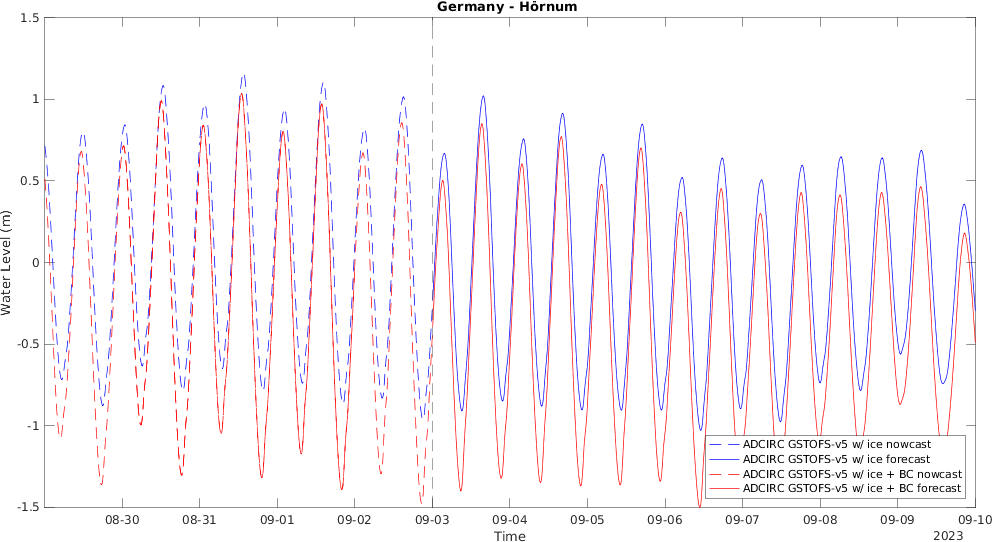 Germany - Hörnum
Water Level (m)
1.5
1
0.5
0
-0.5
-1
-1.5
ADCIRC GSTOFS-v5 w/ ice nowcast
ADCIRC GSTOFS-v5 w/ ice forecast
ADCIRC GSTOFS-v5 w/ ice + BC nowcast
ADCIRC GSTOFS-v5 w/ ice + BC forecast
08-30 08-31 09-01 09-02 09-03 09-04 09-05 09-06 09-07 09-08 09-09 09-10
Time
2023